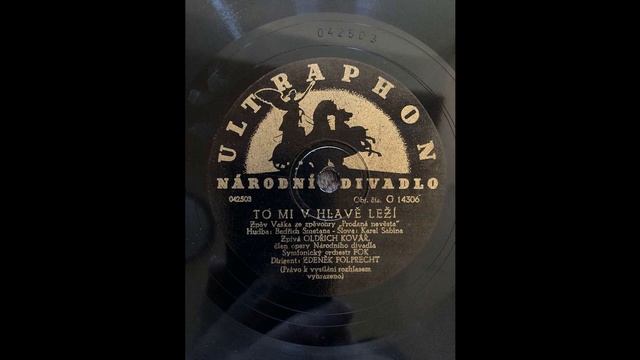 042503
ULTRAPHON
NÁRODNÍ DIVADLO
042503 Obj. čís. G 14306
TO MI V HLAVĚ LEŽÍ
Zpěv Vaška ze zpěvohry „Prodaná nevěsta"
Hudba: Bedřich Smetana - Slova: Karel Sabina
Zpívá OLDŘICH KOVÁŘ,
člen opery Národního divadla
Symfonický orchestr FOK
Dirigent: ZDENĚK FOLPRECHT
(Právo k vysílání rozhlasem
vyhrazeno)